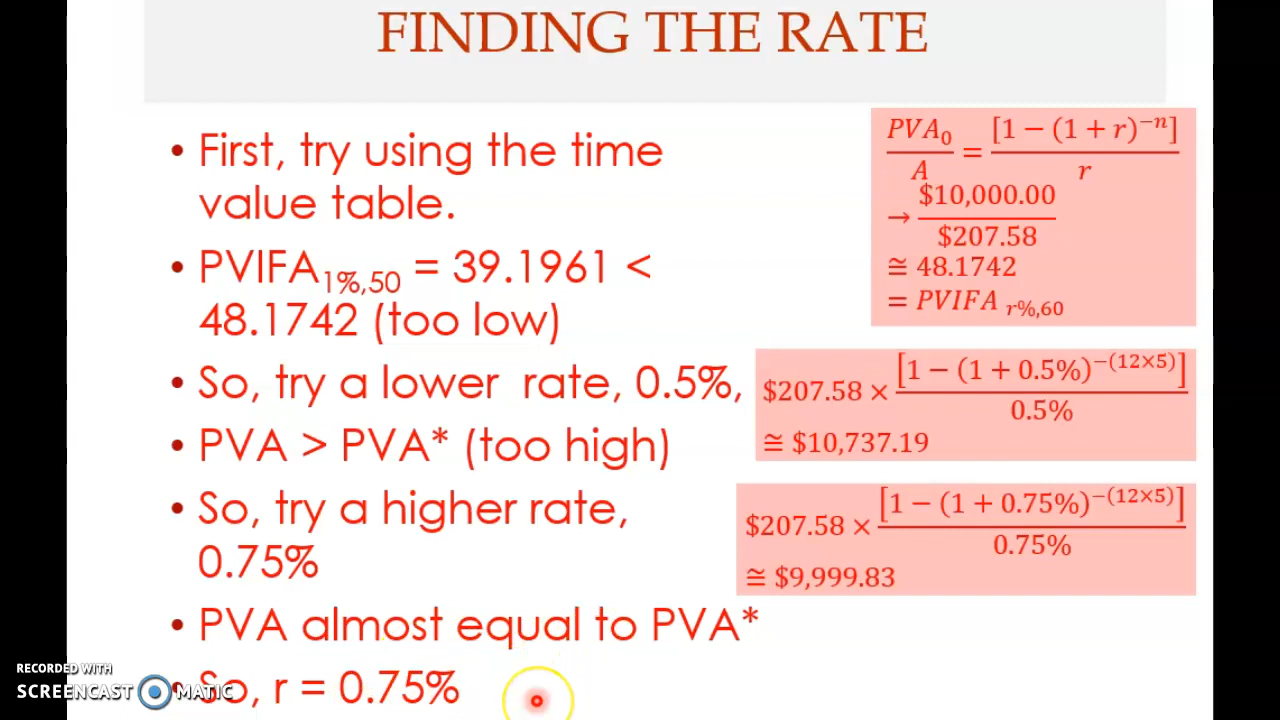 FINDING THE RATE
• First, try using the time
value table.
• PVIFA₁%,₅₀ = 39.1961 <
48.1742 (too low)
• So, try a lower rate, 0.5%,
• PVA > PVA* (too high)
• So, try a higher rate,
0.75%
• PVA almost equal to PVA*
• So, r = 0.75%
PVA₀/A = [1 − (1 + r)⁻ⁿ]/r
→ $10,000.00/$207.58
≅ 48.1742
= PVIFA r%,60
$207.58 × [1 − (1 + 0.5%)^−(12×5)]/0.5%
≅ $10,737.19
$207.58 × [1 − (1 + 0.75%)^−(12×5)]/0.75%
≅ $9,999.83
RECORDED WITH
SCREENCAST MATIC